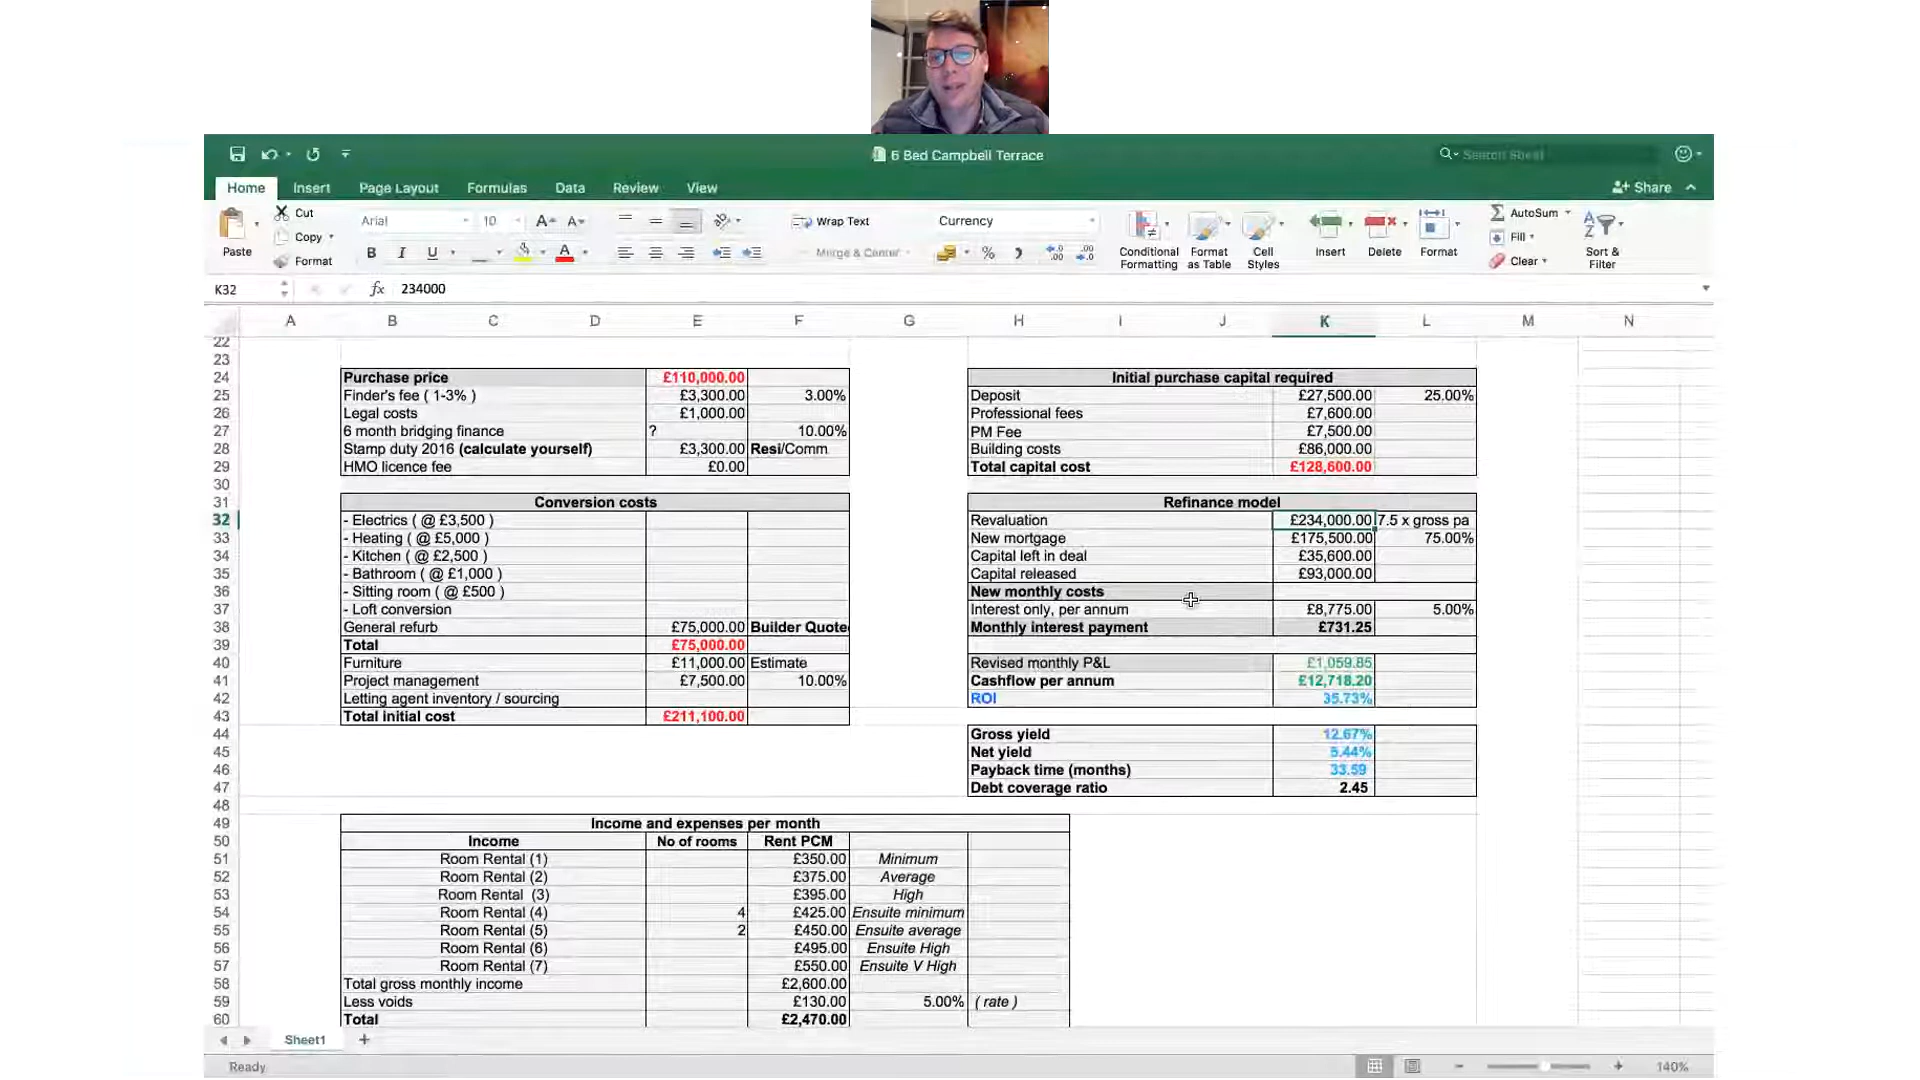 6 Bed Campbell Terrace
Search Sheet
Home Insert Page Layout Formulas Data Review View
Share
Paste
Cut
Copy
Format
Arial 10
B I U
Wrap Text
Merge & Center
Currency
Conditional Formatting
Format as Table
Cell Styles
Insert
Delete
Format
AutoSum
Fill
Clear
Sort & Filter
K32 fx 234000
A B C D E F G H I J K L M N
22
23
24 Purchase price £110,000.00 Initial purchase capital required
25 Finder's fee ( 1-3% ) £3,300.00 3.00% Deposit £27,500.00 25.00%
26 Legal costs £1,000.00 Professional fees £7,600.00
27 6 month bridging finance ? 10.00% PM Fee £7,500.00
28 Stamp duty 2016 (calculate yourself) £3,300.00 Resi/Comm Building costs £86,000.00
29 HMO licence fee £0.00 Total capital cost £128,600.00
30
31 Conversion costs Refinance model
32 - Electrics ( @ £3,500 ) Revaluation £234,000.00 7.5 x gross pa
33 - Heating ( @ £5,000 ) New mortgage £175,500.00 75.00%
34 - Kitchen ( @ £2,500 ) Capital left in deal £35,600.00
35 - Bathroom ( @ £1,000 ) Capital released £93,000.00
36 - Sitting room ( @ £500 ) New monthly costs
37 - Loft conversion Interest only, per annum £8,775.00 5.00%
38 General refurb £75,000.00 Builder Quote Monthly interest payment £731.25
39 Total £75,000.00
40 Furniture £11,000.00 Estimate Revised monthly P&L £1,059.85
41 Project management £7,500.00 10.00% Cashflow per annum £12,718.20
42 Letting agent inventory / sourcing ROI 35.73%
43 Total initial cost £211,100.00
44 Gross yield 12.67%
45 Net yield 5.44%
46 Payback time (months) 33.59
47 Debt coverage ratio 2.45
48
49 Income and expenses per month
50 Income No of rooms Rent PCM
51 Room Rental (1) £350.00 Minimum
52 Room Rental (2) £375.00 Average
53 Room Rental (3) £395.00 High
54 Room Rental (4) 4 £425.00 Ensuite minimum
55 Room Rental (5) 2 £450.00 Ensuite average
56 Room Rental (6) £495.00 Ensuite High
57 Room Rental (7) £550.00 Ensuite V High
58 Total gross monthly income £2,600.00
59 Less voids £130.00 5.00% ( rate )
60 Total £2,470.00
Sheet1 +
Ready 140%